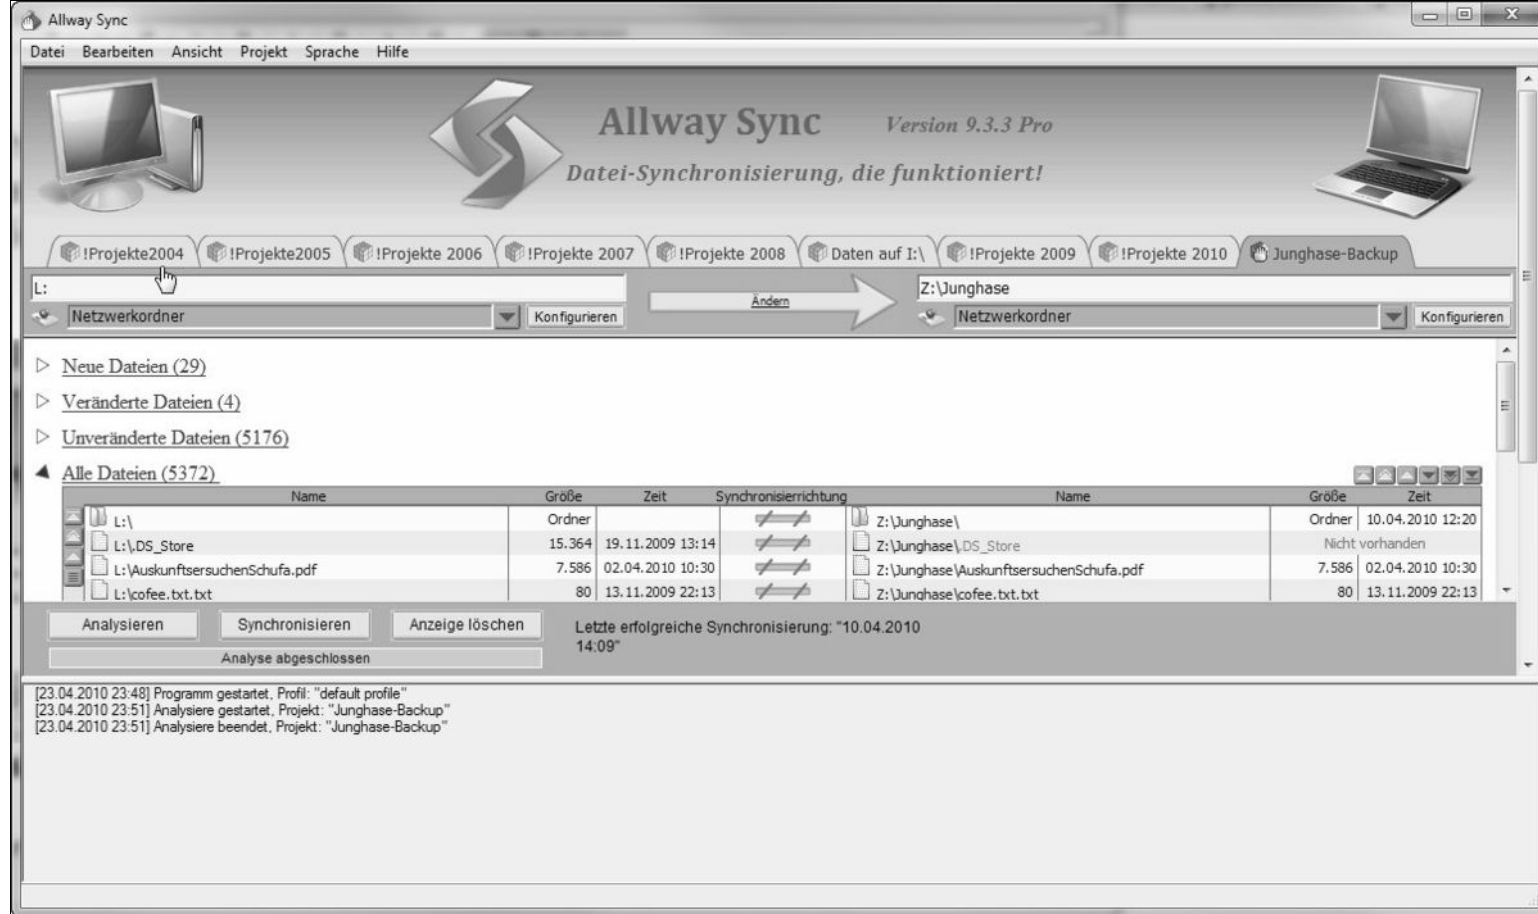 Allway Sync
Datei Bearbeiten Ansicht Projekt Sprache Hilfe
Allway Sync Version 9.3.3 Pro
Datei-Synchronisierung, die funktioniert!
!Projekte2004 !Projekte2005 !Projekte 2006 !Projekte 2007 !Projekte 2008 Daten auf I:\ !Projekte 2009 !Projekte 2010 Junghase-Backup
L: Ändern Z:\Junghase
Netzwerkordner Konfigurieren Netzwerkordner Konfigurieren
Neue Dateien (29)
Veränderte Dateien (4)
Unveränderte Dateien (5176)
Alle Dateien (5372)
Name Größe Zeit Synchronisierrichtung Name Größe Zeit
L:\ Ordner Z:\Junghase\ Ordner 10.04.2010 12:20
L:\.DS_Store 15.364 19.11.2009 13:14 Z:\Junghase\.DS_Store Nicht vorhanden
L:\AuskunftsersuchenSchufa.pdf 7.586 02.04.2010 10:30 Z:\Junghase\AuskunftsersuchenSchufa.pdf 7.586 02.04.2010 10:30
L:\cofee.txt.txt 80 13.11.2009 22:13 Z:\Junghase\cofee.txt.txt 80 13.11.2009 22:13
Analysieren Synchronisieren Anzeige löschen Letzte erfolgreiche Synchronisierung: "10.04.2010
14:09"
Analyse abgeschlossen
[23.04.2010 23:48] Programm gestartet, Profil: "default profile"
[23.04.2010 23:51] Analysiere gestartet, Projekt: "Junghase-Backup"
[23.04.2010 23:51] Analysiere beendet, Projekt: "Junghase-Backup"